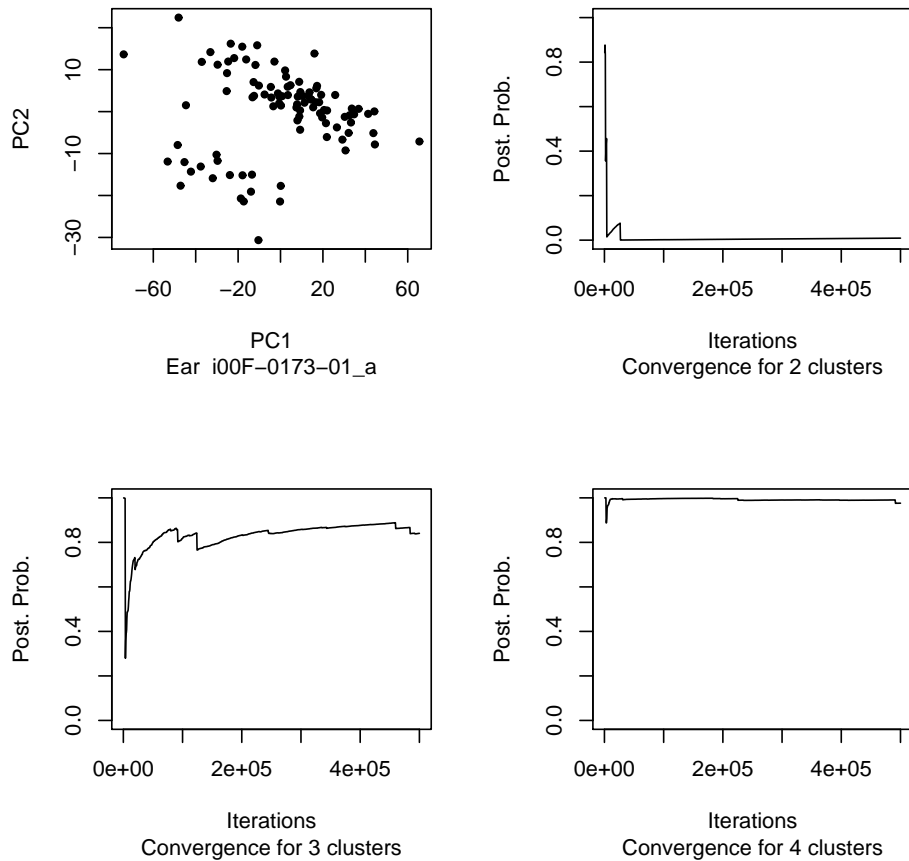 PC2
10
−10
−30
−60
−20
20
60
PC1
Ear i00F−0173−01_a
Post. Prob.
0.8
0.4
0.0
0e+00
2e+05
4e+05
Iterations
Convergence for 2 clusters
Post. Prob.
0.8
0.4
0.0
0e+00
2e+05
4e+05
Iterations
Convergence for 3 clusters
Post. Prob.
0.8
0.4
0.0
0e+00
2e+05
4e+05
Iterations
Convergence for 4 clusters